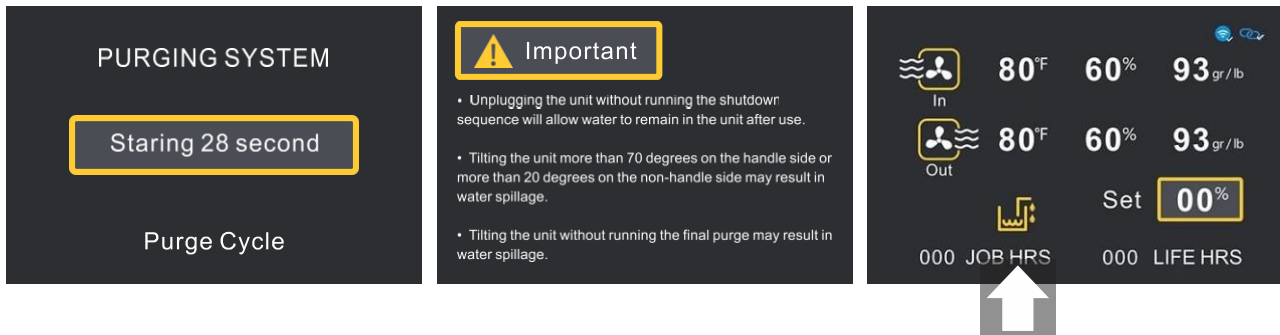 PURGING SYSTEM
Staring 28 second
Purge Cycle
Important
• Unplugging the unit without running the shutdown
sequence will allow water to remain in the unit after use.
• Tilting the unit more than 70 degrees on the handle side or
more than 20 degrees on the non-handle side may result in
water spillage.
• Tilting the unit without running the final purge may result in
water spillage.
80°F 60% 93 gr/lb
In
80°F 60% 93 gr/lb
Out
Set 00%
000 JOB HRS 000 LIFE HRS